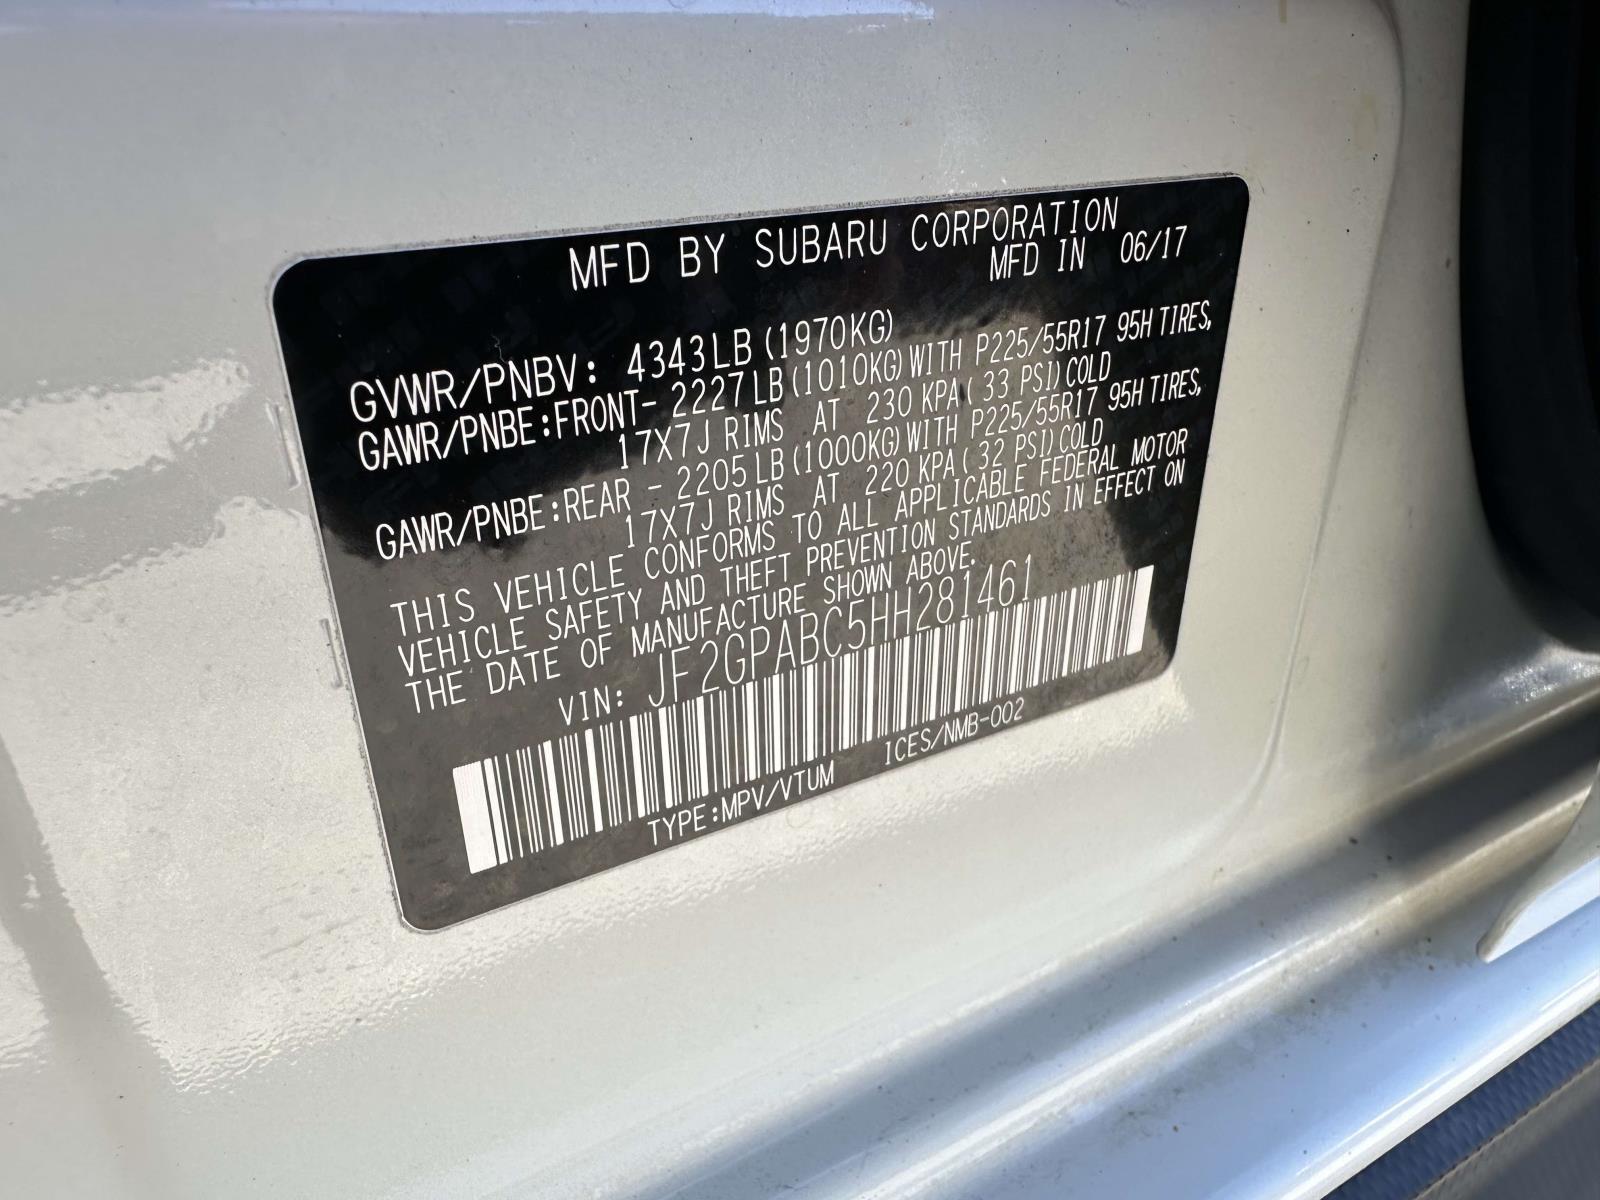 MFD BY SUBARU CORPORATION
MFD IN 06/17
GVWR/PNBV: 4343LB(1970KG)
GAWR/PNBE:FRONT- 2227LB(1010KG)WITH P225/55R17 95H TIRES,
17X7J RIMS AT 230 KPA( 33 PSI)COLD
GAWR/PNBE:REAR - 2205LB(1000KG)WITH P225/55R17 95H TIRES,
17X7J RIMS AT 220 KPA( 32 PSI)COLD
THIS VEHICLE CONFORMS TO ALL APPLICABLE FEDERAL MOTOR
VEHICLE SAFETY AND THEFT PREVENTION STANDARDS IN EFFECT ON
THE DATE OF MANUFACTURE SHOWN ABOVE.
VIN: JF2GPABC5HH281461
TYPE:MPV/VTUM ICES/NMB-002